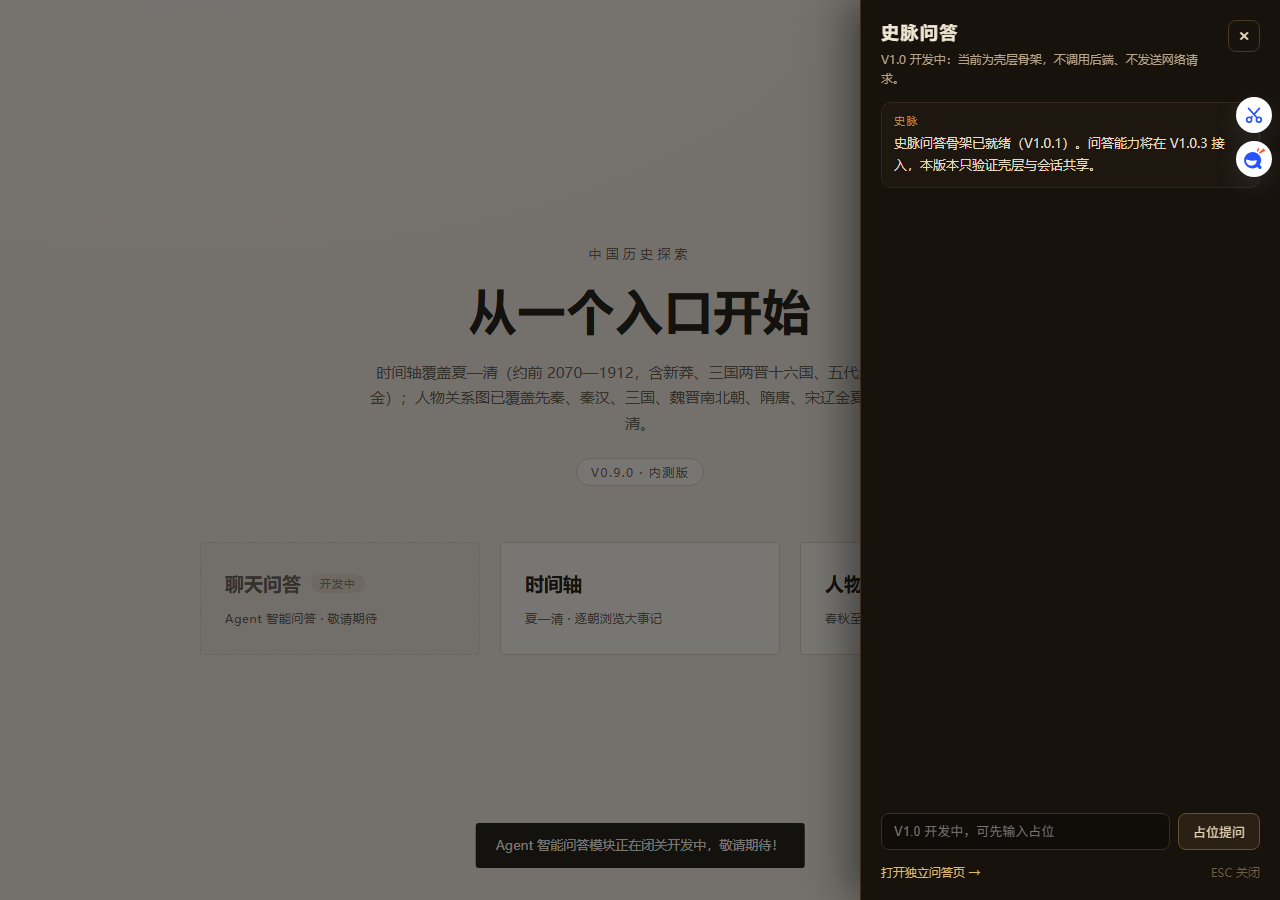 中国历史探索
从一个入口开始
时间轴覆盖夏—清（约前 2070—1912，含新莽、三国两晋十六国、五代
金）；人物关系图已覆盖先秦、秦汉、三国、魏晋南北朝、隋唐、宋辽金夏
清。
V0.9.0 · 内测版
聊天问答 开发中
Agent 智能问答 · 敬请期待
时间轴
夏—清 · 逐朝浏览大事记
人物
春秋至
Agent 智能问答模块正在闭关开发中，敬请期待！
史脉问答
×
V1.0 开发中：当前为壳层骨架，不调用后端、不发送网络请
求。
史脉
史脉问答骨架已就绪（V1.0.1）。问答能力将在 V1.0.3 接
入，本版本只验证壳层与会话共享。
V1.0 开发中，可先输入占位
占位提问
打开独立问答页 →
ESC 关闭